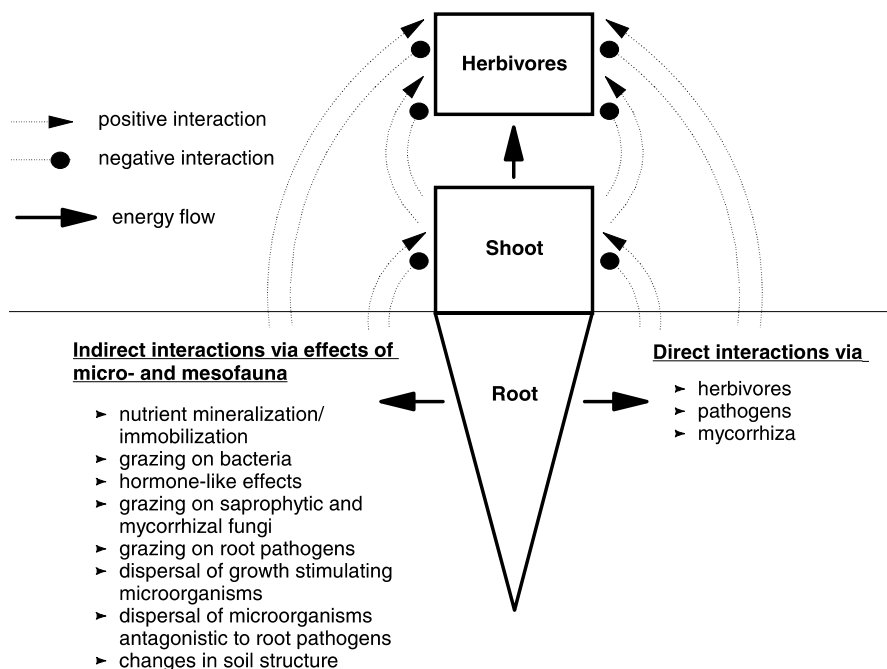 Herbivores
positive interaction
negative interaction
energy flow
Shoot
Indirect interactions via effects of
micro- and mesofauna
nutrient mineralization/
immobilization
grazing on bacteria
hormone-like effects
grazing on saprophytic and
mycorrhizal fungi
grazing on root pathogens
dispersal of growth stimulating
microorganisms
dispersal of microorganisms
antagonistic to root pathogens
changes in soil structure
Root
Direct interactions via
herbivores
pathogens
mycorrhiza